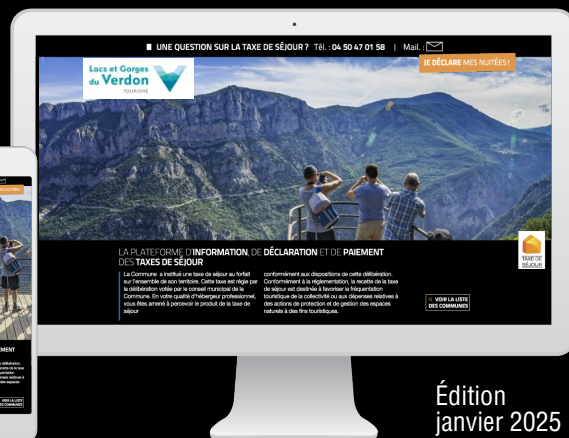 UNE QUESTION SUR LA TAXE DE SÉJOUR ? Tél. : 04 50 47 01 58 | Mail. :
JE DÉCLARE MES NUITÉES !
Lacs et Gorges
du Verdon
TOURISME
LA PLATEFORME D'INFORMATION, DE DÉCLARATION ET DE PAIEMENT
DES TAXES DE SÉJOUR
La Commune a institué une taxe de séjour au forfait
sur l'ensemble de son territoire. Cette taxe est régie par
la délibération votée par le conseil municipal de la
Commune. En votre qualité d'hébergeur professionnel,
vous êtes amené à percevoir le produit de la taxe de
séjour
conformément aux dispositions de cette délibération.
Conformément à la réglementation, la recette de la taxe
de séjour est destinée à favoriser la fréquentation
touristique de la collectivité ou aux dépenses relatives à
des actions de protection et de gestion des espaces
naturels à des fins touristiques.
TAXE DE
SÉJOUR
VOIR LA LISTE
DES COMMUNES
EMENT
VOIR LA LISTE
DES COMMUNES
Édition
janvier 2025